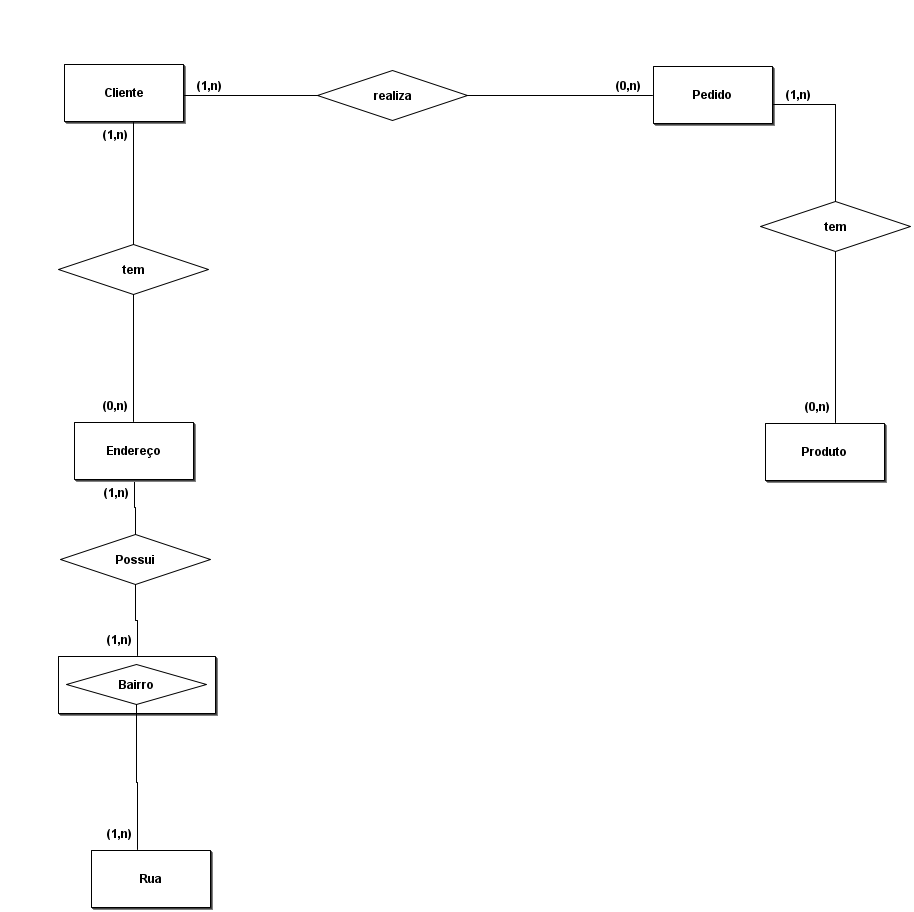 Cliente
(1,n)
realiza
(0,n)
Pedido
(1,n)
(1,n)
tem
tem
(0,n)
(0,n)
Endereço
Produto
(1,n)
Possui
(1,n)
Bairro
(1,n)
Rua